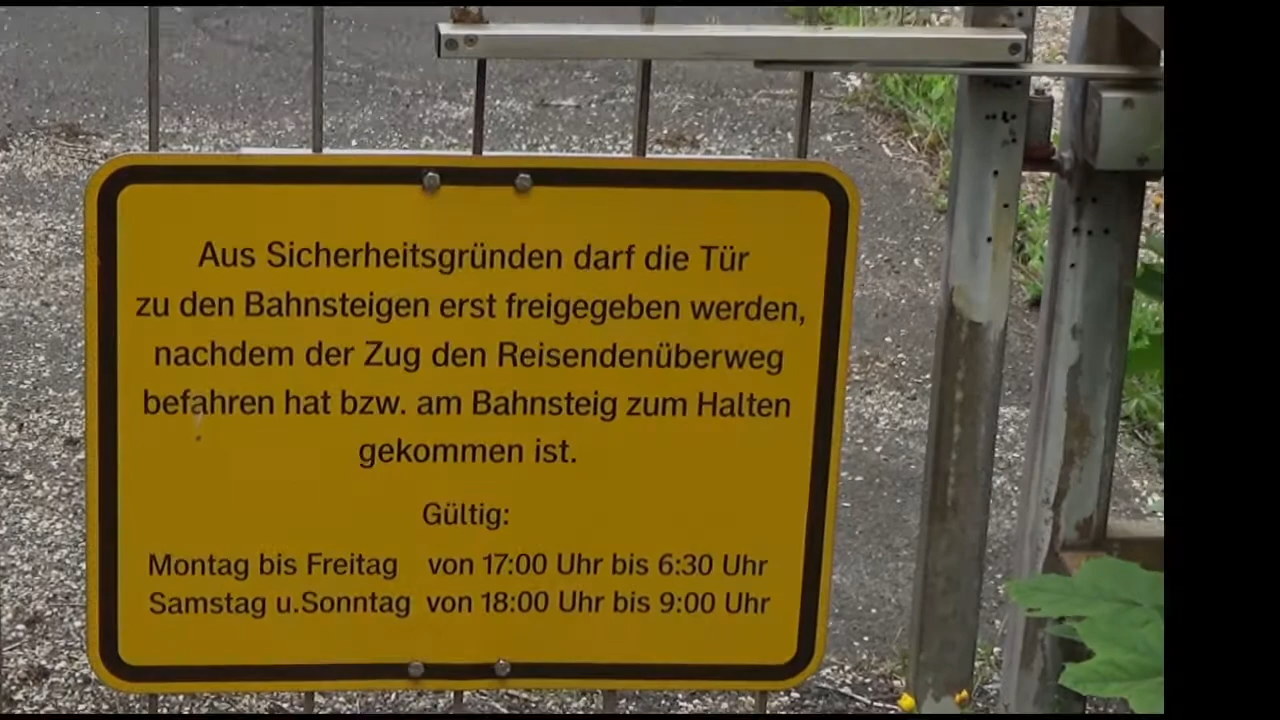 Aus Sicherheitsgründen darf die Tür
zu den Bahnsteigen erst freigegeben werden,
nachdem der Zug den Reisendenüberweg
befahren hat bzw. am Bahnsteig zum Halten
gekommen ist.
Gültig:
Montag bis Freitag von 17:00 Uhr bis 6:30 Uhr
Samstag u.Sonntag von 18:00 Uhr bis 9:00 Uhr